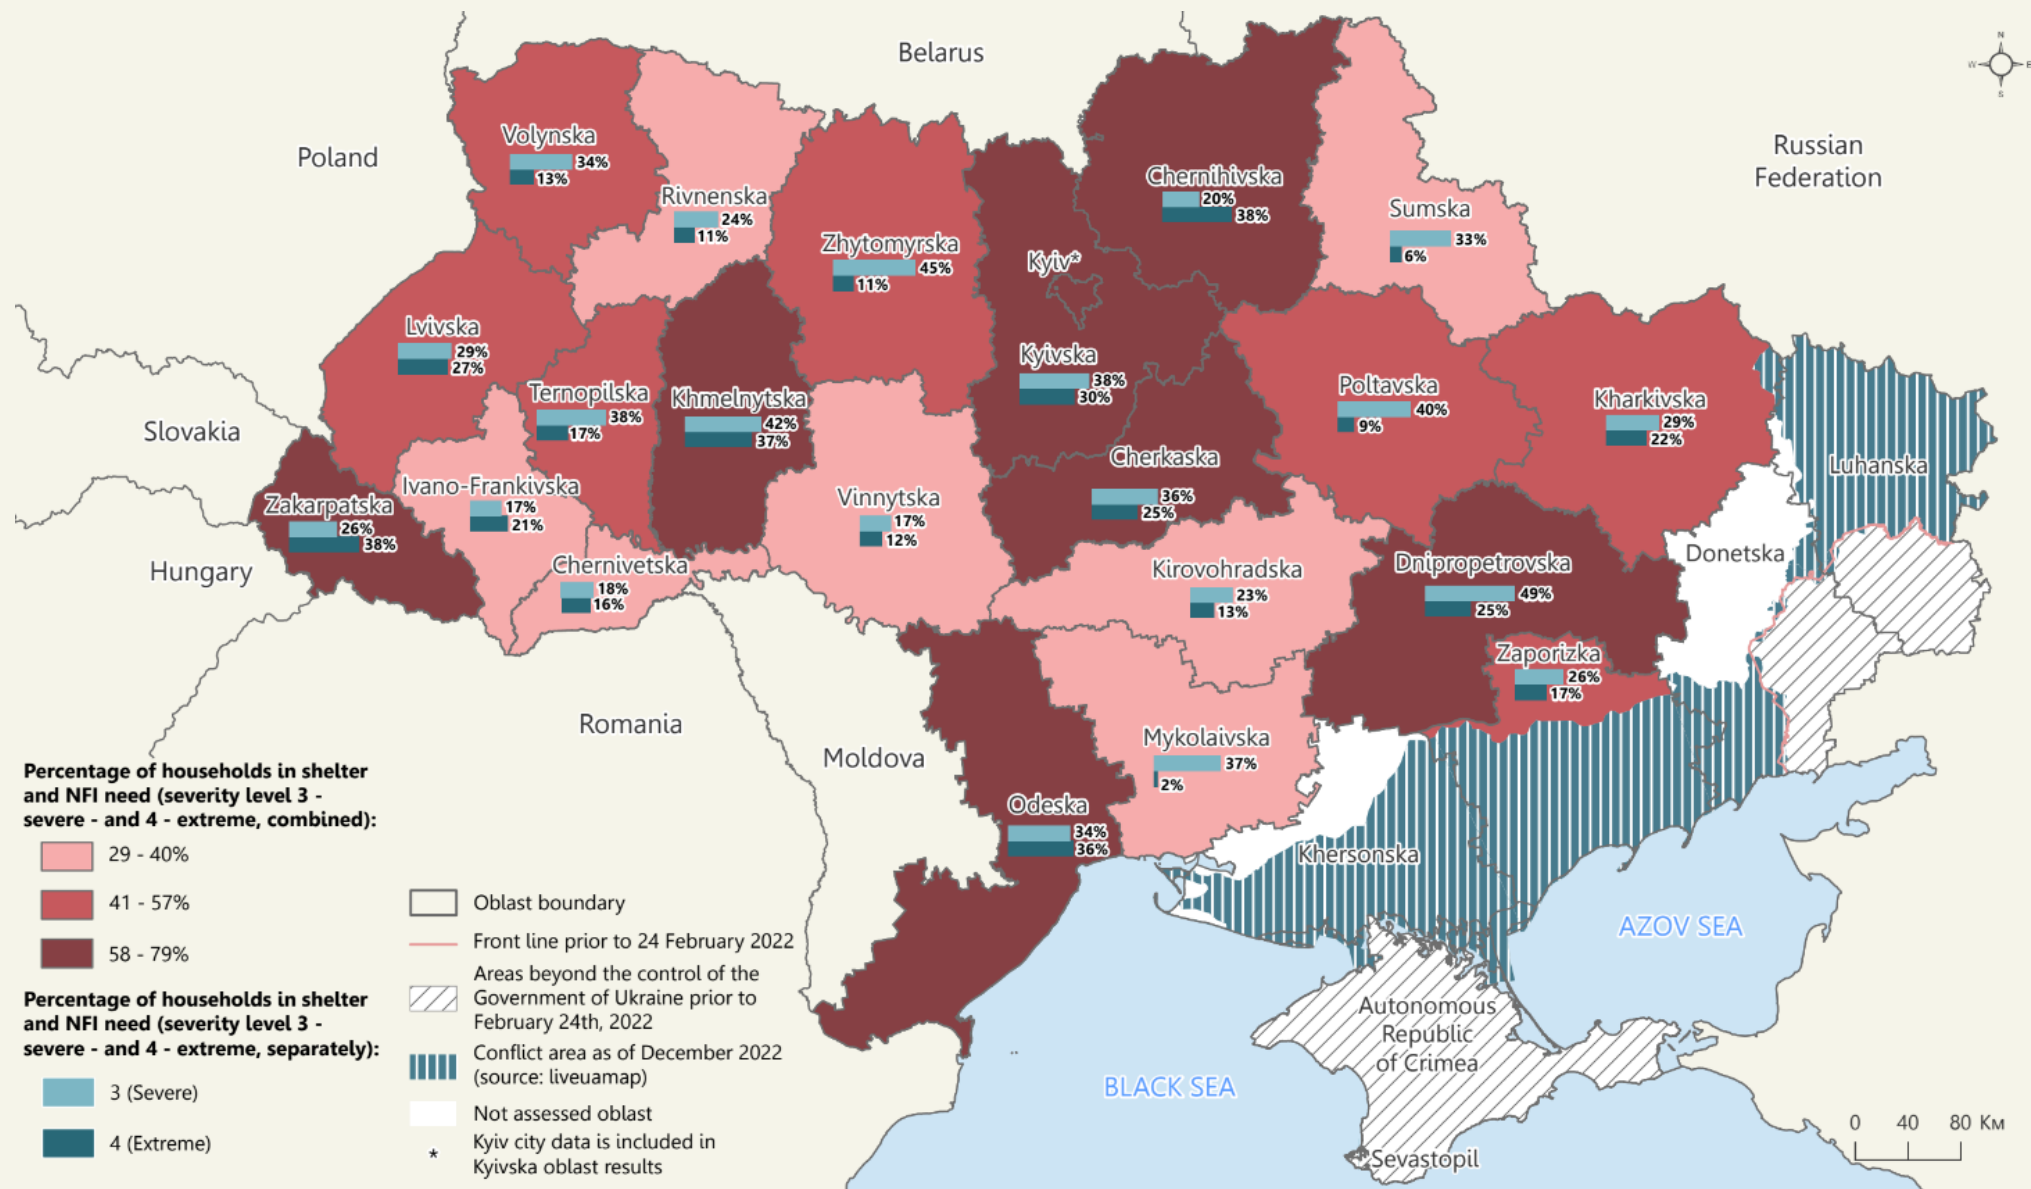 Belarus
N
W
E
S
Poland
Russian
Federation
Volynska
34%
13%
Rivnenska
24%
11%
Zhytomyrska
45%
11%
Kyiv*
Chernihivska
20%
38%
Sumska
33%
6%
Lvivska
29%
27%
Ternopilska
38%
17%
Khmelnytska
42%
37%
Kyivska
38%
30%
Poltavska
40%
9%
Kharkivska
29%
22%
Slovakia
Cherkaska
36%
25%
Luhanska
Zakarpatska
26%
38%
Ivano-Frankivska
17%
21%
Vinnytska
17%
12%
Hungary
Chernivetska
18%
16%
Kirovohradska
23%
13%
Dnipropetrovska
49%
25%
Donetska
Zaporizka
26%
17%
Romania
Moldova
Mykolaivska
37%
2%
Odeska
34%
36%
Khersonska
AZOV SEA
Autonomous
Republic
of Crimea
BLACK SEA
Sevastopil
0 40 80 Км
Percentage of households in shelter
and NFI need (severity level 3 -
severe - and 4 - extreme, combined):
29 - 40%
41 - 57%
58 - 79%
Percentage of households in shelter
and NFI need (severity level 3 -
severe - and 4 - extreme, separately):
3 (Severe)
4 (Extreme)
Oblast boundary
Front line prior to 24 February 2022
Areas beyond the control of the
Government of Ukraine prior to
February 24th, 2022
Conflict area as of December 2022
(source: liveuamap)
Not assessed oblast
* Kyiv city data is included in
Kyivska oblast results